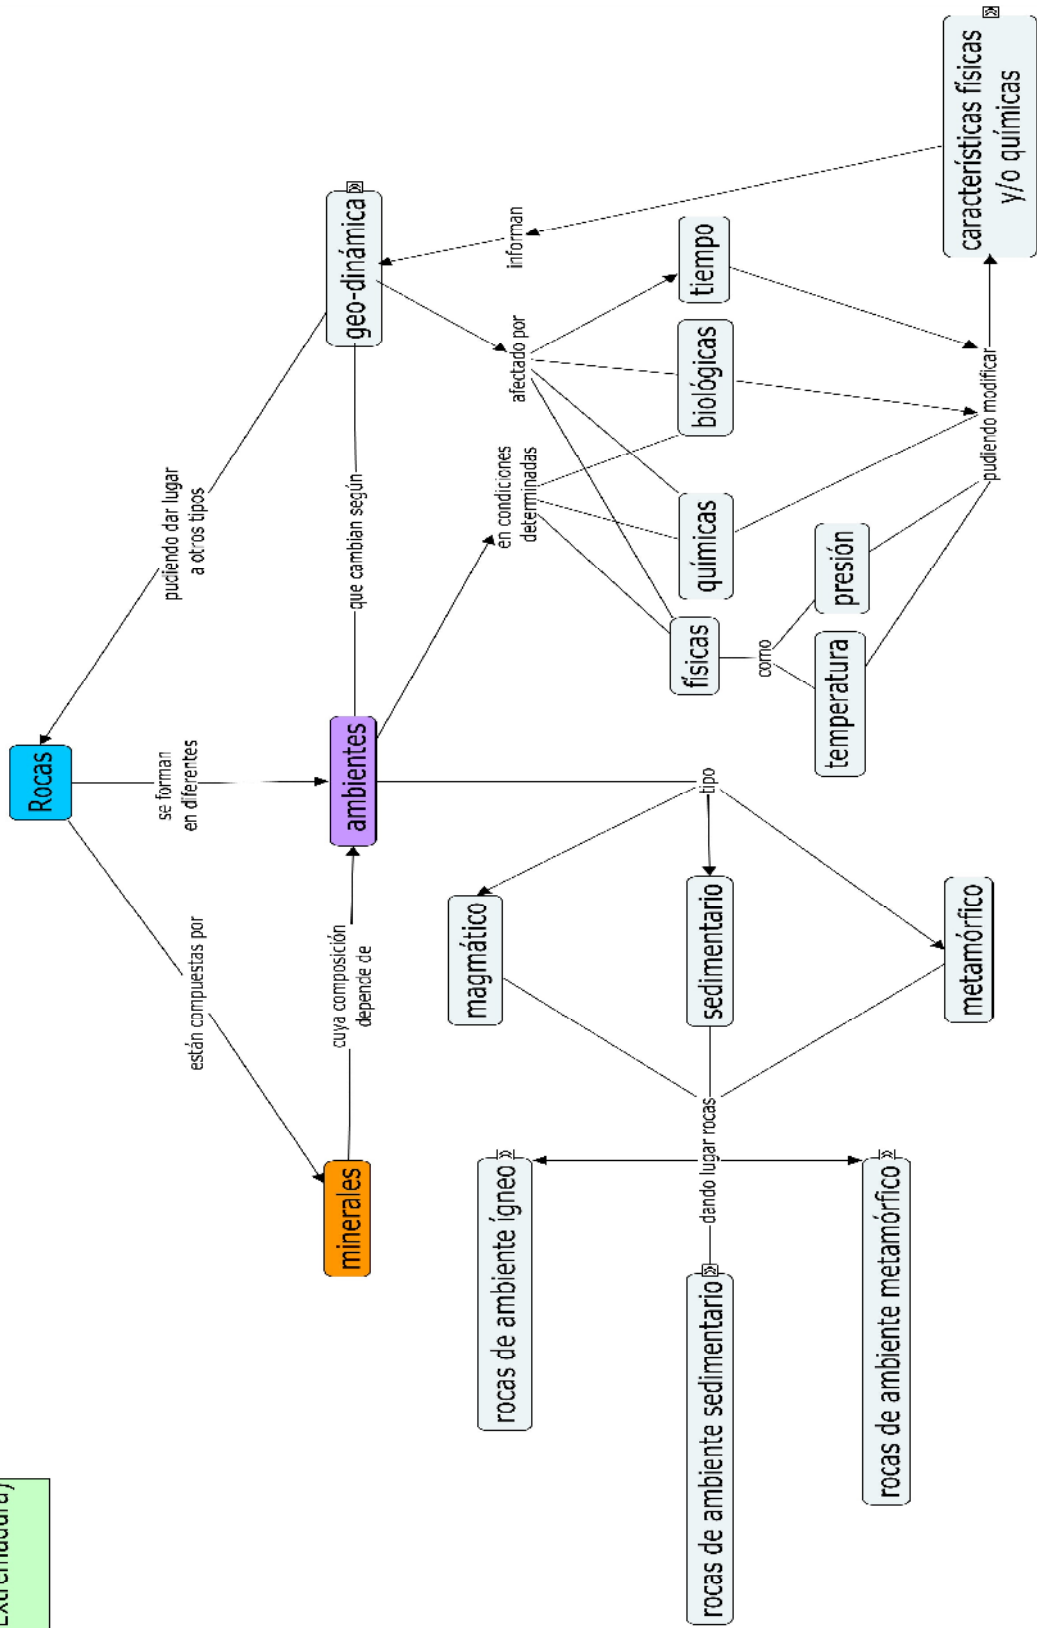 Extremadura)
Rocas
están compuestas por
se forman
en diferentes
pudiendo dar lugar
a otros tipos
minerales
cuya composición
depende de
ambientes
que cambian según
geo-dinámica
en condiciones
determinadas
afectado por
informan
magmático
rocas de ambiente ígneo
tipo
físicas
químicas
biológicas
tiempo
sedimentario
dando lugar rocas
rocas de ambiente sedimentario
como
temperatura
presión
metamórfico
rocas de ambiente metamórfico
pudiendo modificar
características físicas
y/o químicas